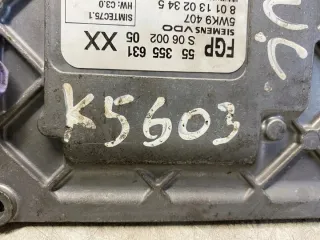 SIMTEC75.1
HW: C3.0
8 01 13 02 34 5
5WK9 407
SIEMENS VDO
S 06 002 05
FGP XX
55 355 631
K5603